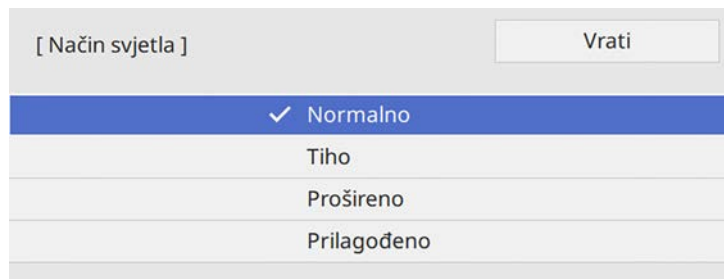 [ Način svjetla ]
Vrati
✓ Normalno
Tiho
Prošireno
Prilagođeno